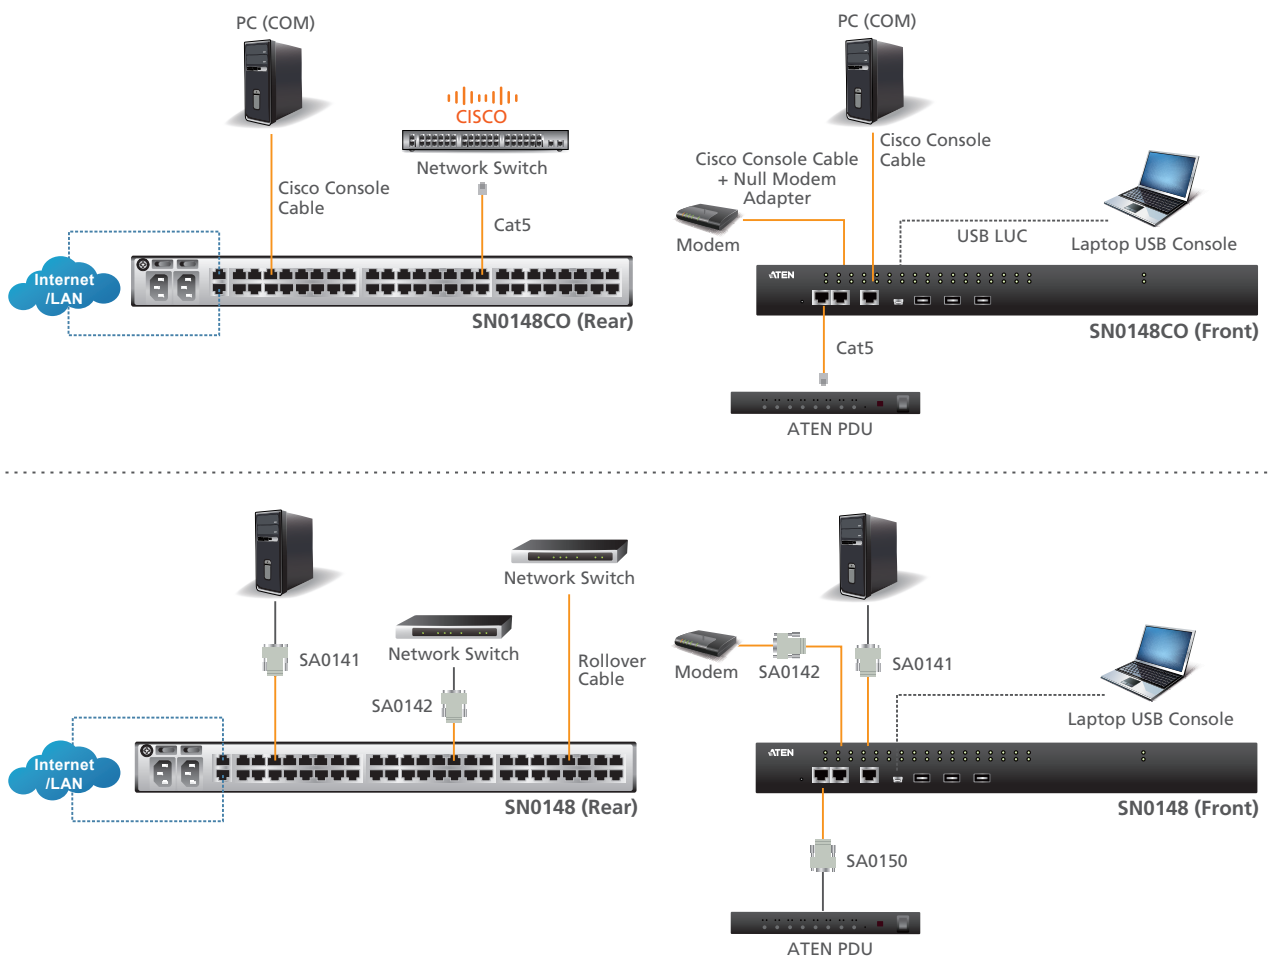 PC (COM)
CISCO
Network Switch
Cisco Console
Cable
Cat5
Internet
/LAN
SN0148CO (Rear)
PC (COM)
Cisco Console
Cable
Cisco Console Cable
+ Null Modem
Adapter
Modem
USB LUC
Laptop USB Console
ATEN
SN0148CO (Front)
Cat5
ATEN PDU
Network Switch
SA0141
Network Switch
Rollover
Cable
SA0142
Internet
/LAN
SN0148 (Rear)
Modem
SA0142
SA0141
Laptop USB Console
ATEN
SN0148 (Front)
SA0150
ATEN PDU